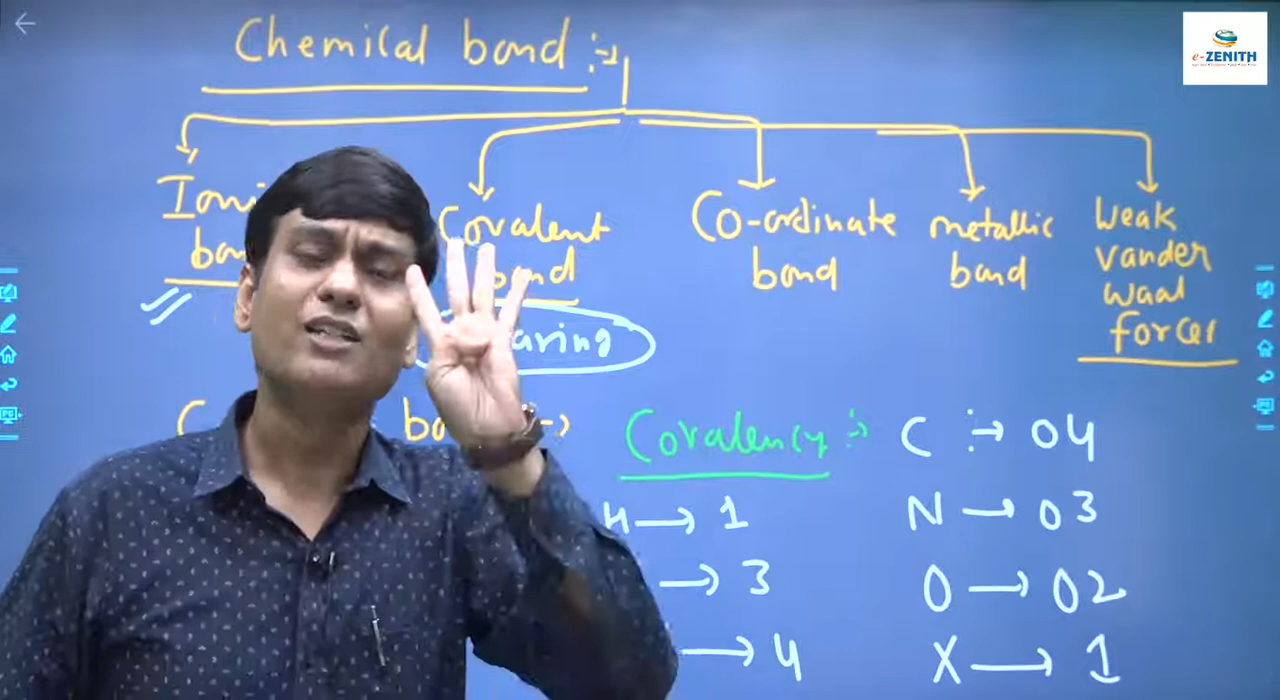 Chemical bond :→
e-ZENITH
Covalent
bond
Co-ordinate
bond
metallic
bond
Weak
vander
waal
forces
Covalency :→
C :→ 04
H → 1
N → 03
→ 3
O → 02
→ 4
X → 1